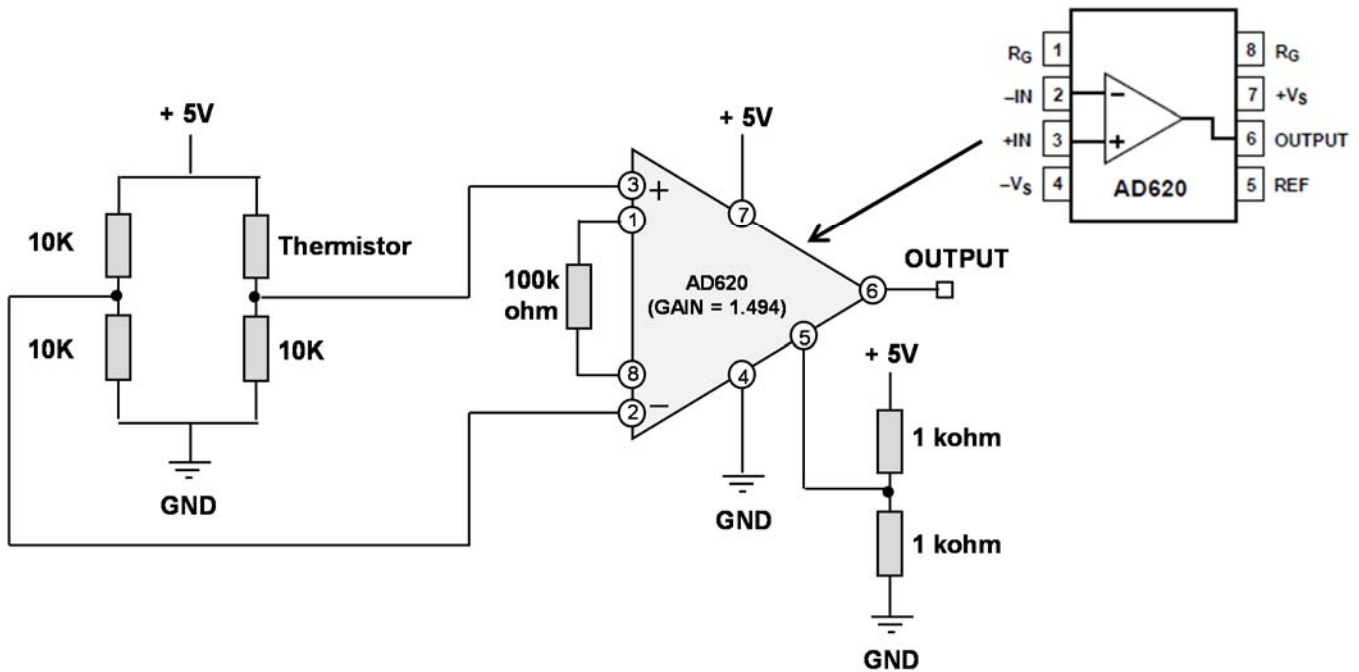 + 5V
10K
Thermistor
10K
10K
GND
+ 5V
3 +
1
100k
ohm
8
2 −
7
AD620
(GAIN = 1.494)
6
5
4
GND
OUTPUT
+ 5V
1 kohm
1 kohm
GND
RG 1
–IN 2
+IN 3
–VS 4
−
+
AD620
8 RG
7 +VS
6 OUTPUT
5 REF